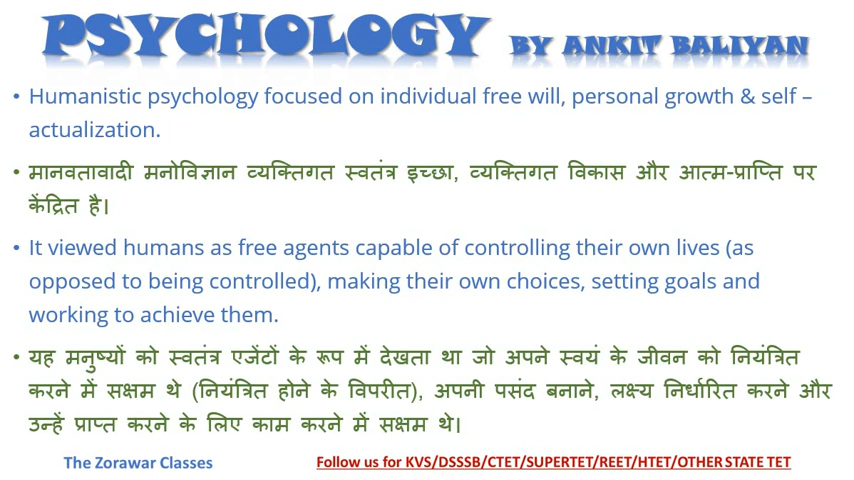 PSYCHOLOGY BY ANKIT BALIYAN
• Humanistic psychology focused on individual free will, personal growth & self –
actualization.
• मानवतावादी मनोविज्ञान व्यक्तिगत स्वतंत्र इच्छा, व्यक्तिगत विकास और आत्म-प्राप्ति पर
केंद्रित है।
• It viewed humans as free agents capable of controlling their own lives (as
opposed to being controlled), making their own choices, setting goals and
working to achieve them.
• यह मनुष्यों को स्वतंत्र एजेंटों के रूप में देखता था जो अपने स्वयं के जीवन को नियंत्रित
करने में सक्षम थे (नियंत्रित होने के विपरीत), अपनी पसंद बनाने, लक्ष्य निर्धारित करने और
उन्हें प्राप्त करने के लिए काम करने में सक्षम थे।
The Zorawar Classes
Follow us for KVS/DSSSB/CTET/SUPERTET/REET/HTET/OTHER STATE TET